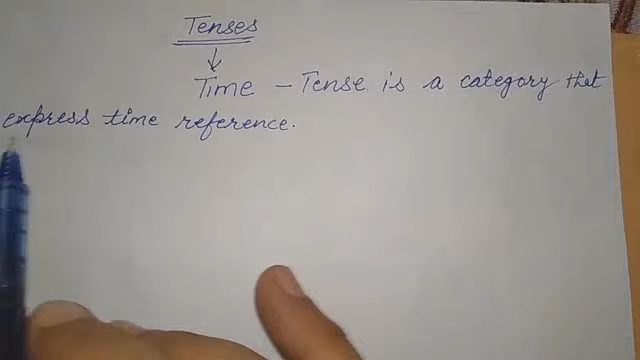 Tenses
Time - Tense is a category that
express time reference.